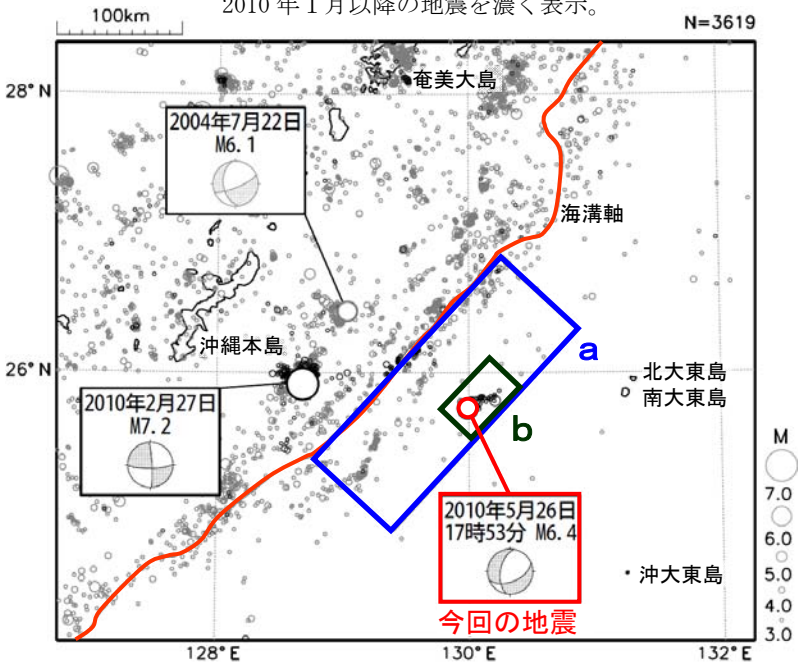 2010年1月以降の地震を濃く表示。
100km
N=3619
28°N
奄美大島
2004年7月22日
M6.1
海溝軸
沖縄本島
26°N
a
北大東島
南大東島
2010年2月27日
M7.2
b
M
7.0
6.0
5.0
4.0
3.0
2010年5月26日
17時53分 M6.4
沖大東島
今回の地震
128°E
130°E
132°E